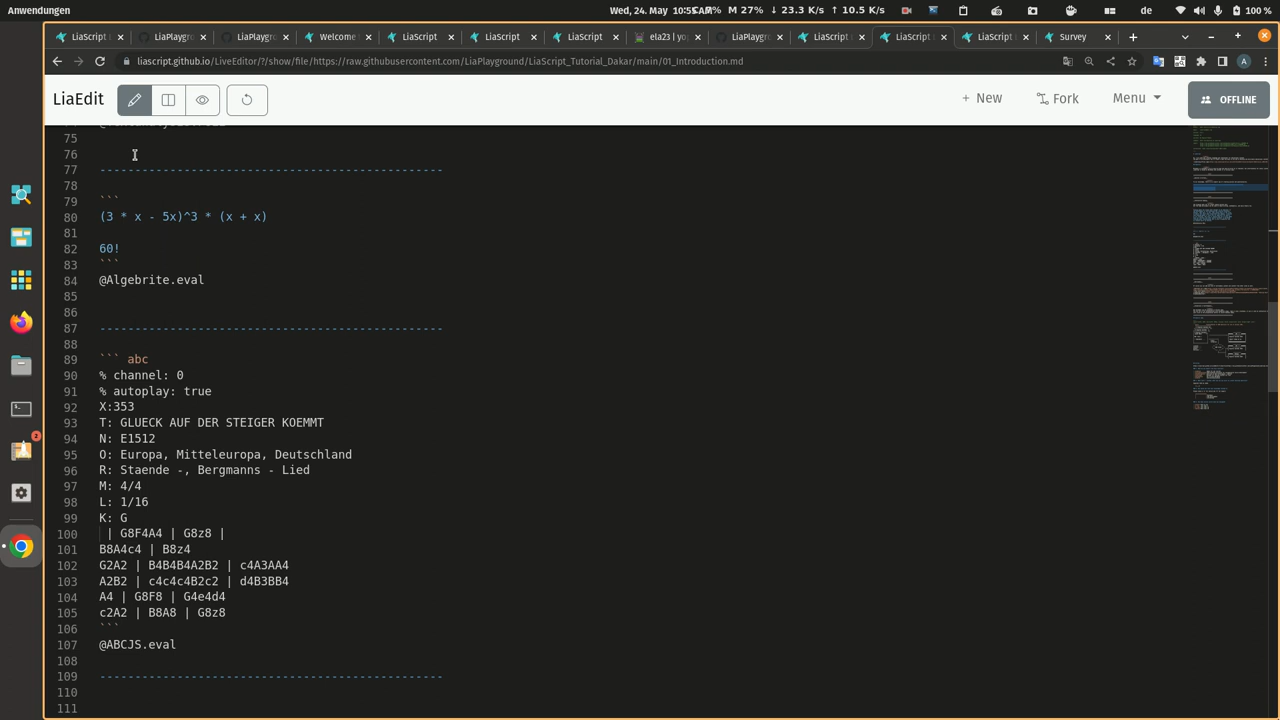 Anwendungen
Wed, 24. May
M 27% ↓ 23.3 K/s ↑ 10.5 K/s
de
100 %
LiaScript
LiaPlaygr
LiaPlaygr
Welcome
LiaScript
LiaScript
LiaScript
ela23 | yo
LiaPlaygr
LiaScript
LiaScript
LiaScript
Survey
liascript.github.io/LiveEditor/?/show/file/https://raw.githubusercontent.com/LiaPlayground/LiaScript_Tutorial_Dakar/main/01_Introduction.md
A
LiaEdit
+ New
Fork
Menu
OFFLINE
75
76
77 --------------------------------------------------
78
79 ```
80 (3 * x - 5x)^3 * (x + x)
81
82 60!
83 ```
84 @Algebrite.eval
85
86
87 --------------------------------------------------
88
89 ``` abc
90 % channel: 0
91 % autoplay: true
92 X:353
93 T: GLUECK AUF DER STEIGER KOEMMT
94 N: E1512
95 O: Europa, Mitteleuropa, Deutschland
96 R: Staende -, Bergmanns - Lied
97 M: 4/4
98 L: 1/16
99 K: G
100 | G8F4A4 | G8z8 |
101 B8A4c4 | B8z4
102 G2A2 | B4B4B4A2B2 | c4A3AA4
103 A2B2 | c4c4c4B2c2 | d4B3BB4
104 A4 | G8F8 | G4e4d4
105 c2A2 | B8A8 | G8z8
106 ```
107 @ABCJS.eval
108
109 --------------------------------------------------
110
111
3